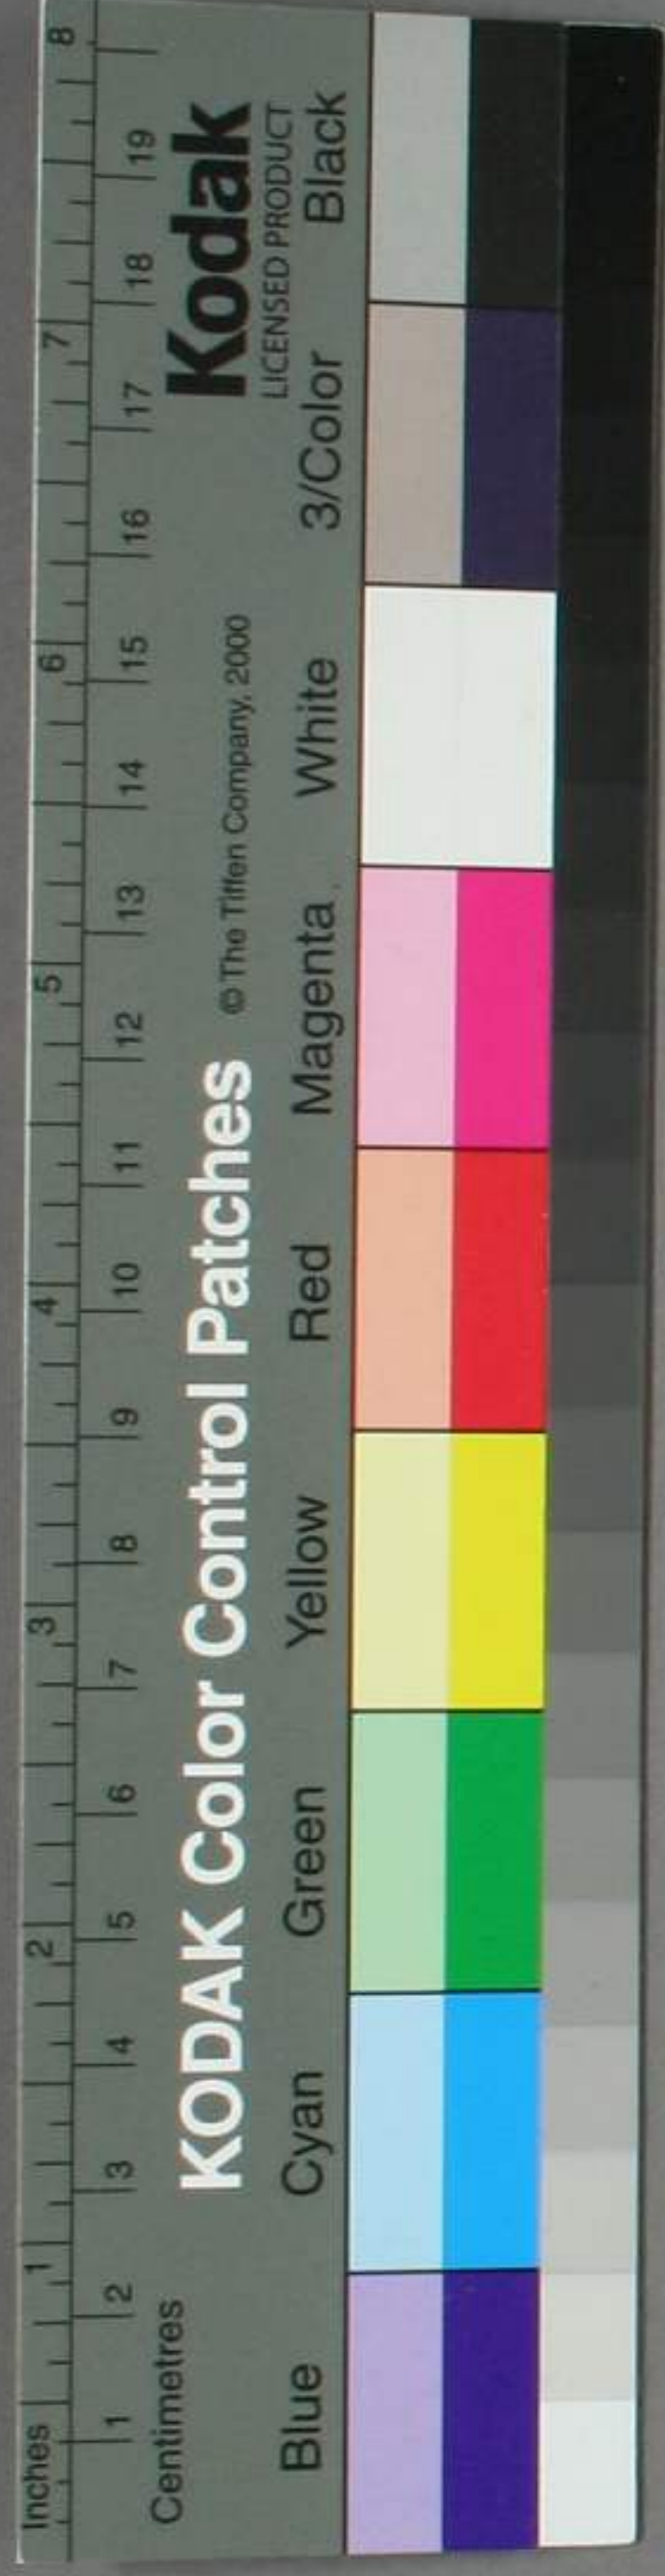 Inches 1 2 3 4 5 6 7 8
1 2 3 4 5 6 7 8 9 10 11 12 13 14 15 16 17 18 19
Centimetres
KODAK Color Control Patches
© The Tiffen Company, 2000
Kodak
LICENSED PRODUCT
Blue Cyan Green Yellow Red Magenta White 3/Color Black